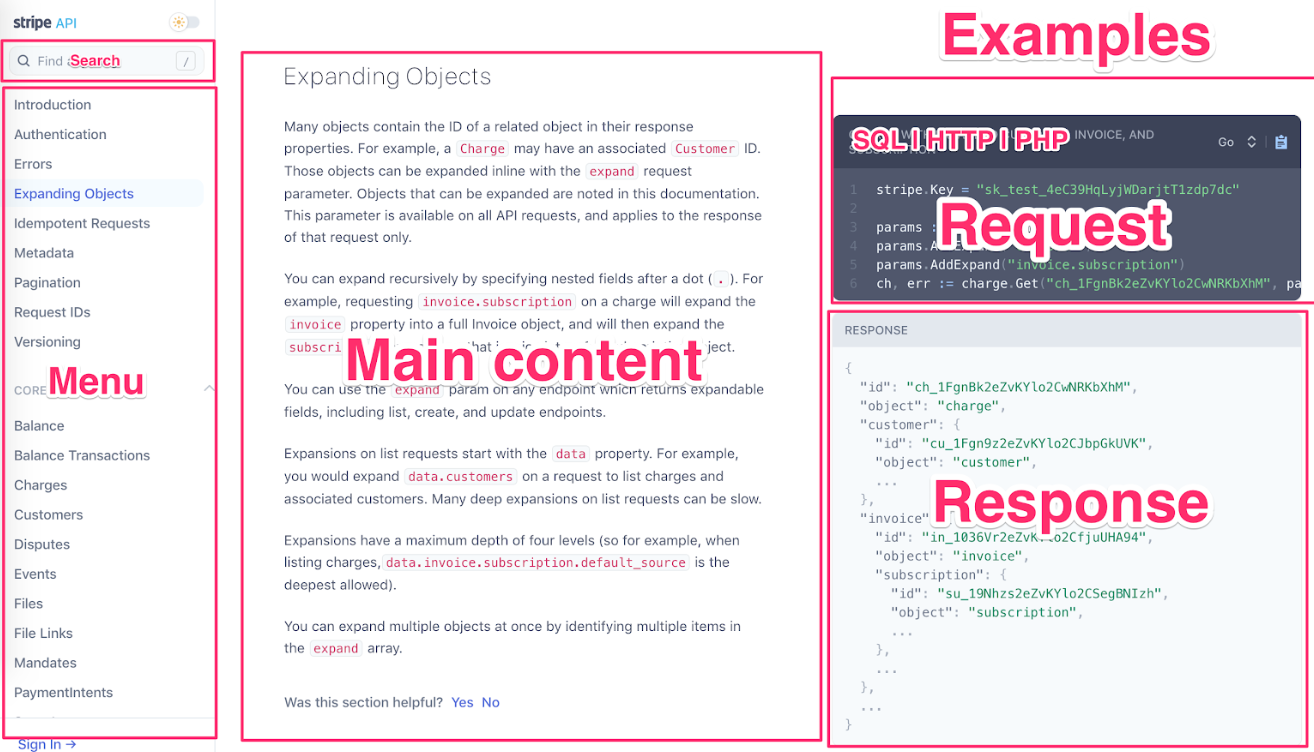 stripe API
Find
Search
/
Introduction
Authentication
Errors
Expanding Objects
Idempotent Requests
Metadata
Pagination
Request IDs
Versioning
CORE
Menu
Balance
Balance Transactions
Charges
Customers
Disputes
Events
Files
File Links
Mandates
PaymentIntents
Sign In →
Expanding Objects
Many objects contain the ID of a related object in their response
properties. For example, a Charge may have an associated Customer ID.
Those objects can be expanded inline with the expand request
parameter. Objects that can be expanded are noted in this documentation.
This parameter is available on all API requests, and applies to the response
of that request only.
You can expand recursively by specifying nested fields after a dot ( . ). For
example, requesting invoice.subscription on a charge will expand the
invoice property into a full Invoice object, and will then expand the
subscri
Main content
You can use the expand param on any endpoint which returns expandable
fields, including list, create, and update endpoints.
Expansions on list requests start with the data property. For example,
you would expand data.customers on a request to list charges and
associated customers. Many deep expansions on list requests can be slow.
Expansions have a maximum depth of four levels (so for example, when
listing charges, data.invoice.subscription.default_source is the
deepest allowed).
You can expand multiple objects at once by identifying multiple items in
the expand array.
Was this section helpful? Yes No
Examples
SQL | HTTP | PHP
INVOICE, AND
Go
1 stripe.Key = "sk_test_4eC39HqLyjWDarjtT1zdp7dc"
2
3 params
Request
4 params.
5 params.AddExpand("invoice.subscription")
6 ch, err := charge.Get("ch_1FgnBk2eZvKYlo2CwNRKbXhM", pa
RESPONSE
{
"id": "ch_1FgnBk2eZvKYlo2CwNRKbXhM",
"object": "charge",
"customer": {
"id": "cu_1Fgn9z2eZvKYlo2CJbpGkUVK",
"object": "customer",
...
},
"invoice"
Response
"id":
"object": "invoice",
"subscription": {
"id": "su_19Nhzs2eZvKYlo2CSegBNIzh",
"object": "subscription",
...
},
...
},
...
}